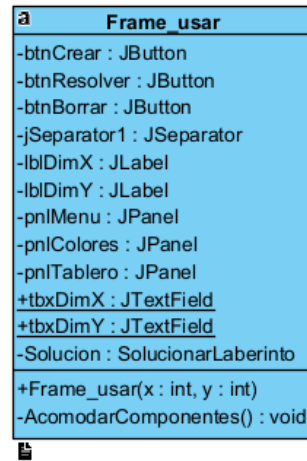 a
Frame_usar
-btnCrear : JButton
-btnResolver : JButton
-btnBorrar : JButton
-jSeparator1 : JSeparator
-lblDimX : JLabel
-lblDimY : JLabel
-pnlMenu : JPanel
-pnlColores : JPanel
-pnlTablero : JPanel
+tbxDimX : JTextField
+tbxDimY : JTextField
-Solucion : SolucionarLaberinto
+Frame_usar(x : int, y : int)
-AcomodarComponentes() : void